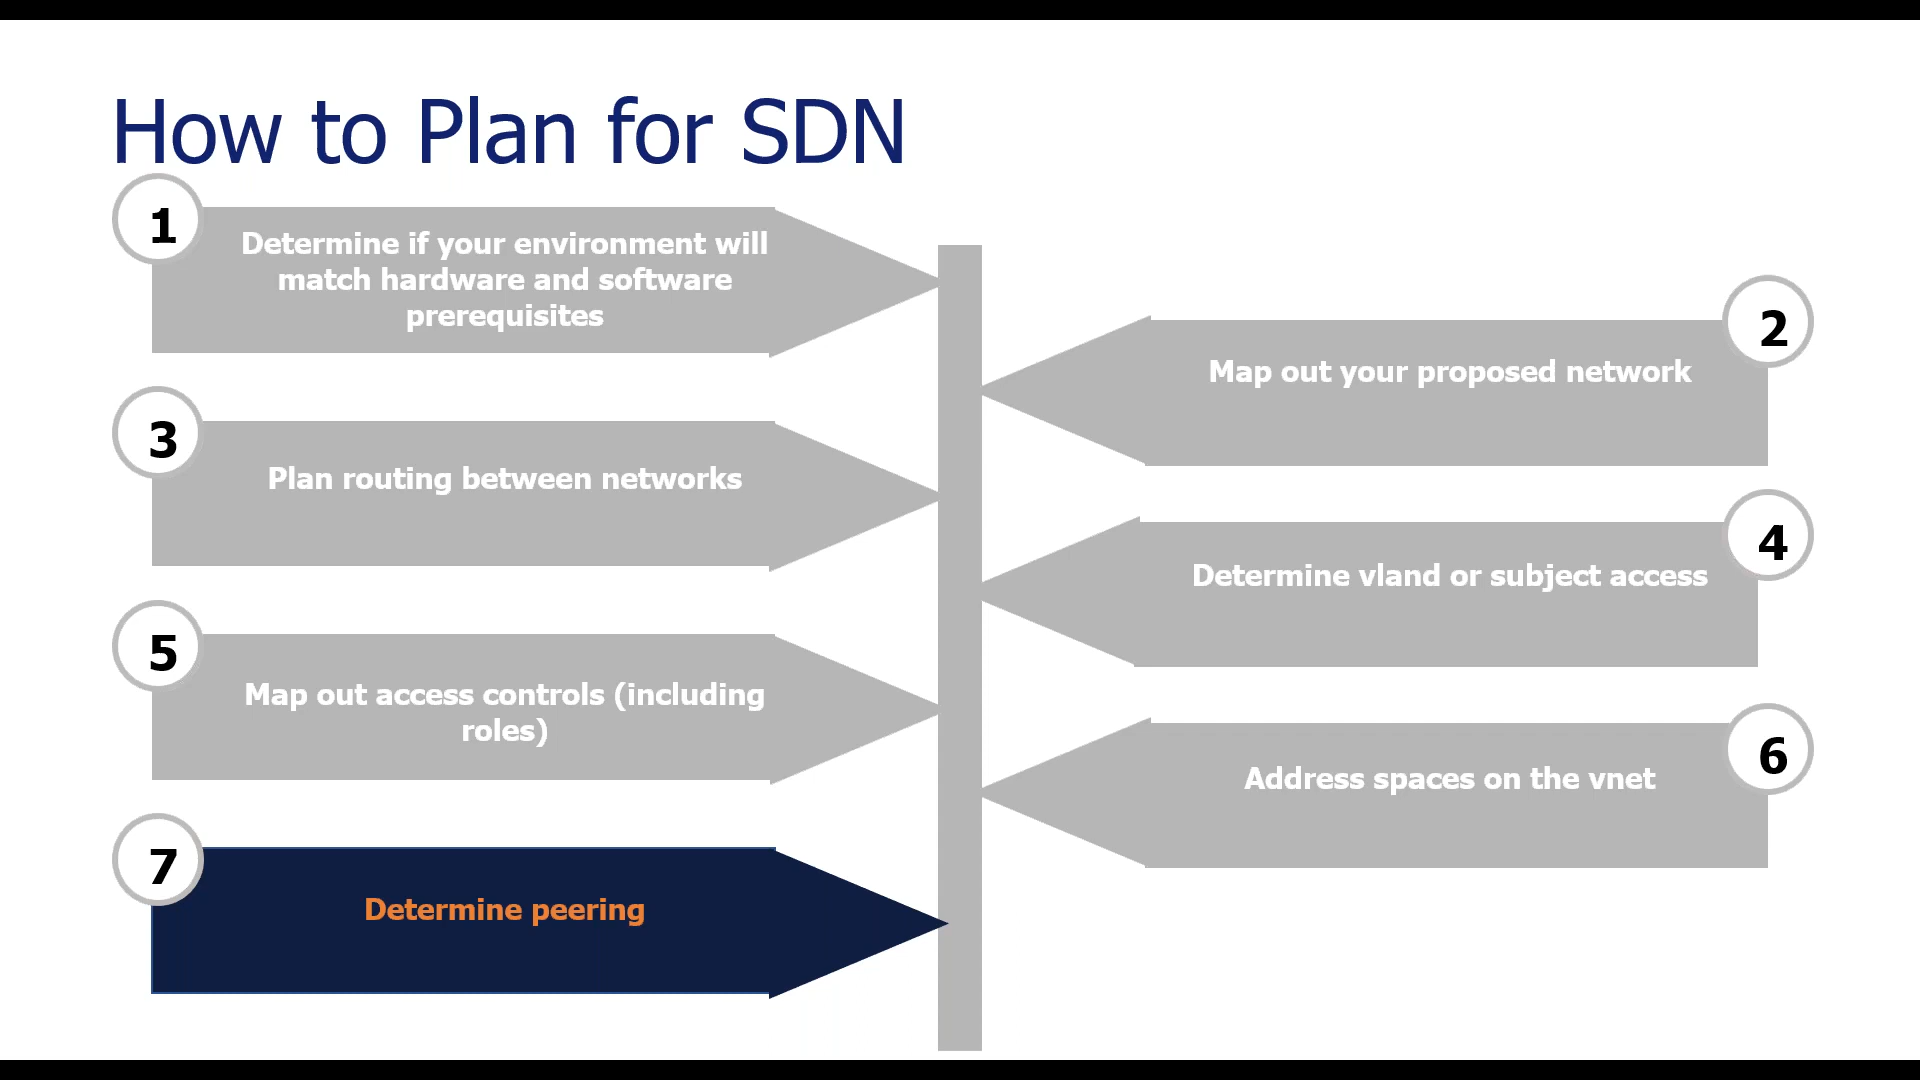 How to Plan for SDN
1
Determine if your environment will
match hardware and software
prerequisites
2
Map out your proposed network
3
Plan routing between networks
4
Determine vland or subject access
5
Map out access controls (including
roles)
6
Address spaces on the vnet
7
Determine peering